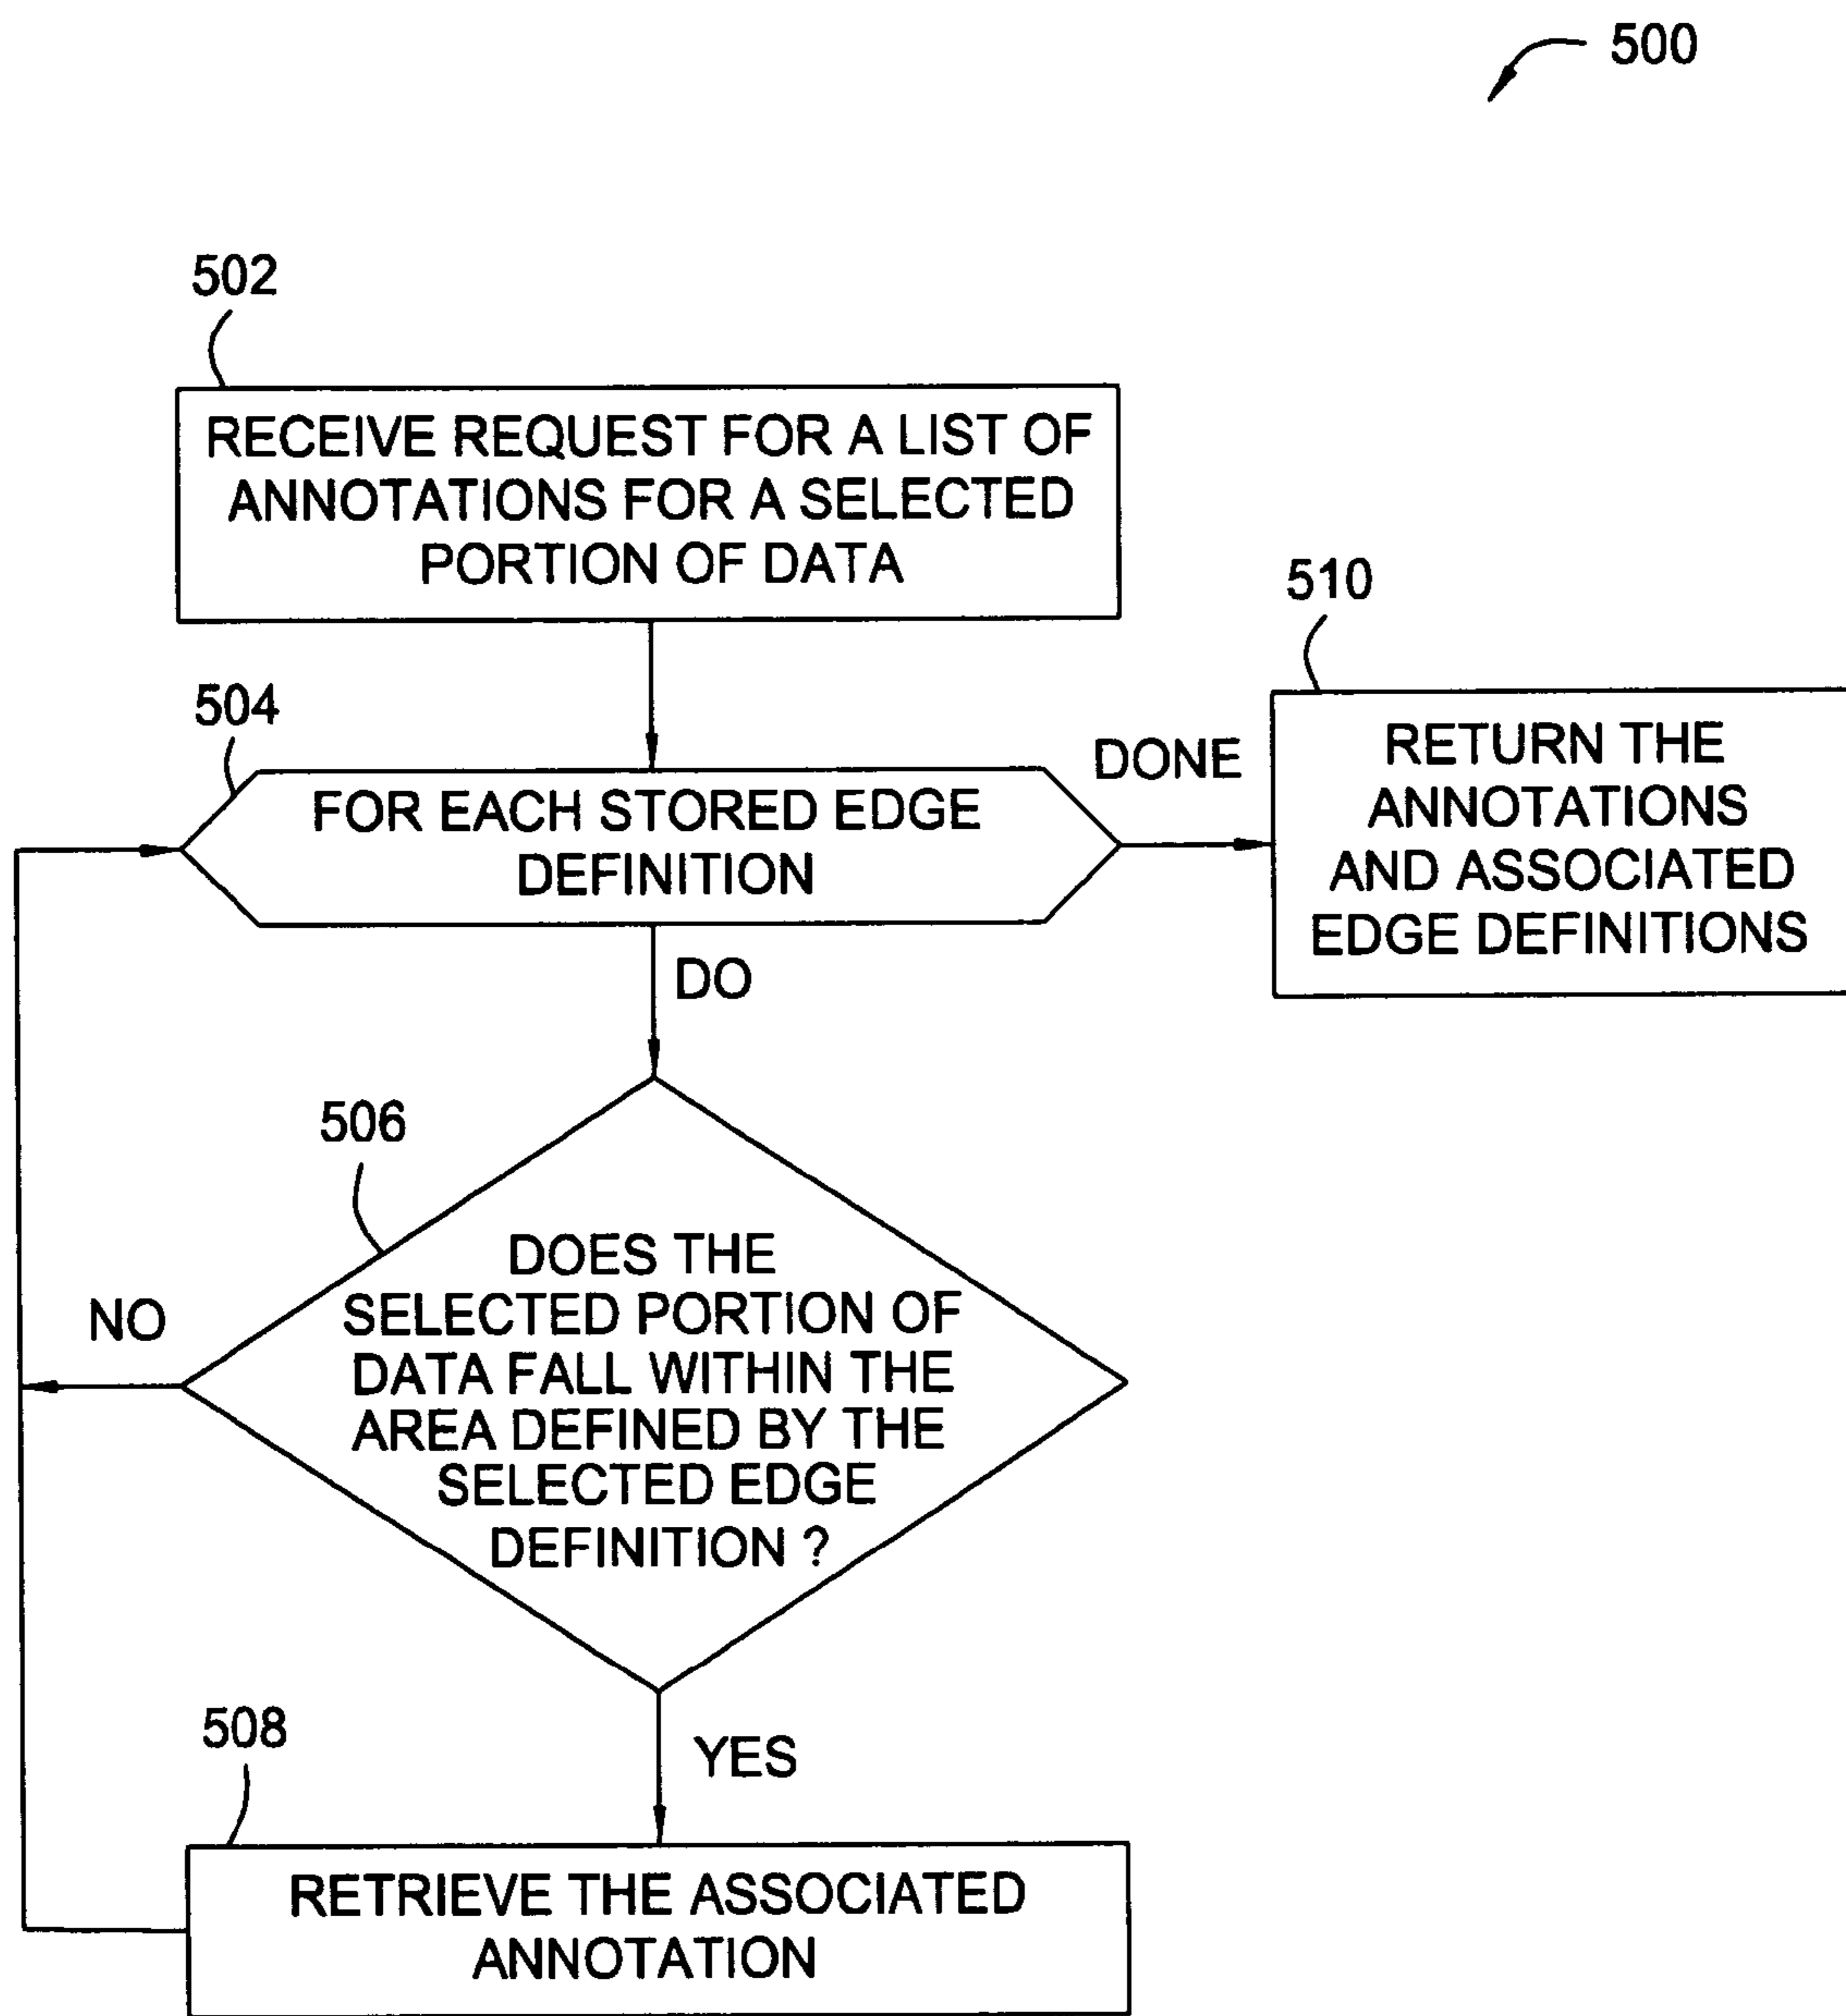 500
502
RECEIVE REQUEST FOR A LIST OF
ANNOTATIONS FOR A SELECTED
PORTION OF DATA
504
FOR EACH STORED EDGE
DEFINITION
DONE
510
RETURN THE
ANNOTATIONS
AND ASSOCIATED
EDGE DEFINITIONS
DO
506
DOES THE
SELECTED PORTION OF
DATA FALL WITHIN THE
AREA DEFINED BY THE
SELECTED EDGE
DEFINITION ?
NO
YES
508
RETRIEVE THE ASSOCIATED
ANNOTATION